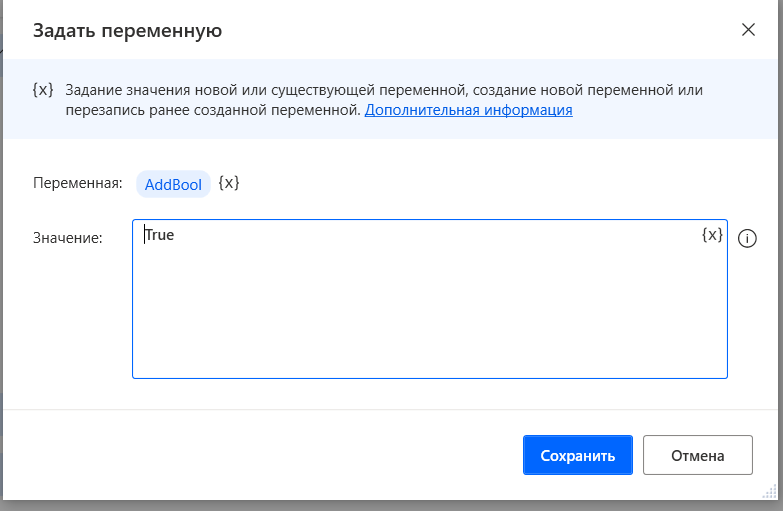 Задать переменную
{x} Задание значения новой или существующей переменной, создание новой переменной или
перезапись ранее созданной переменной. Дополнительная информация
Переменная: AddBool {x}
Значение: True {x}
Сохранить Отмена